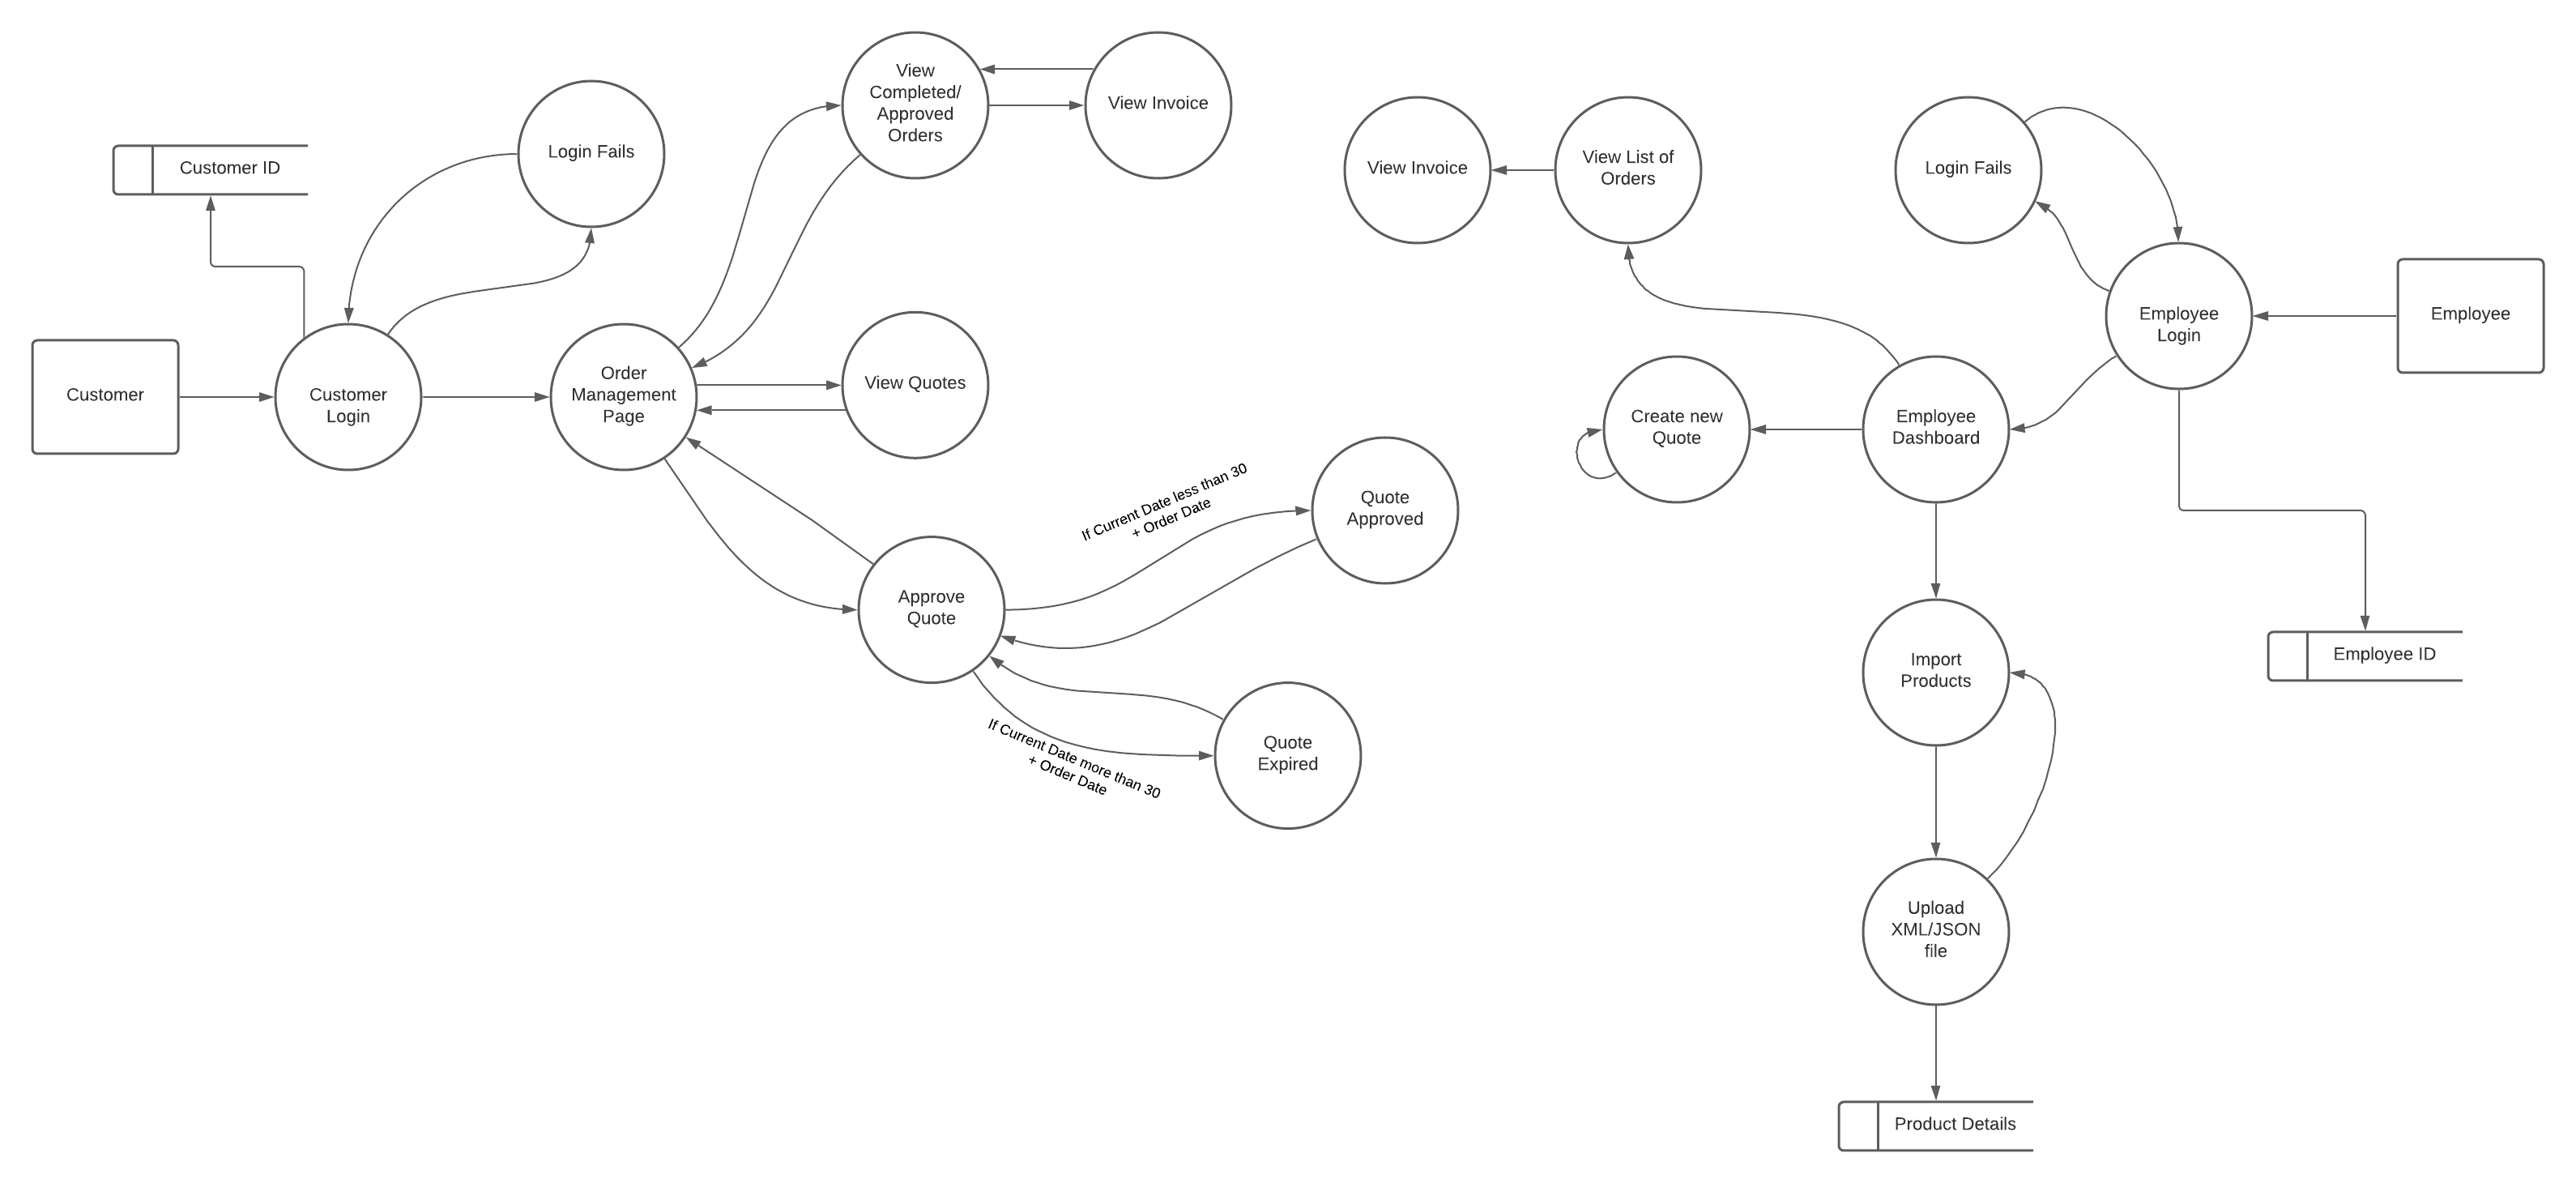 View
Completed/
Approved
Orders
View Invoice
Login Fails
Customer ID
Customer
Customer
Login
Order
Management
Page
View Quotes
If Current Date less than 30
+ Order Date
Quote
Approved
Approve
Quote
If Current Date more than 30
+ Order Date
Quote
Expired
View Invoice
View List of
Orders
Login Fails
Employee
Login
Employee
Create new
Quote
Employee
Dashboard
Import
Products
Employee ID
Upload
XML/JSON
file
Product Details